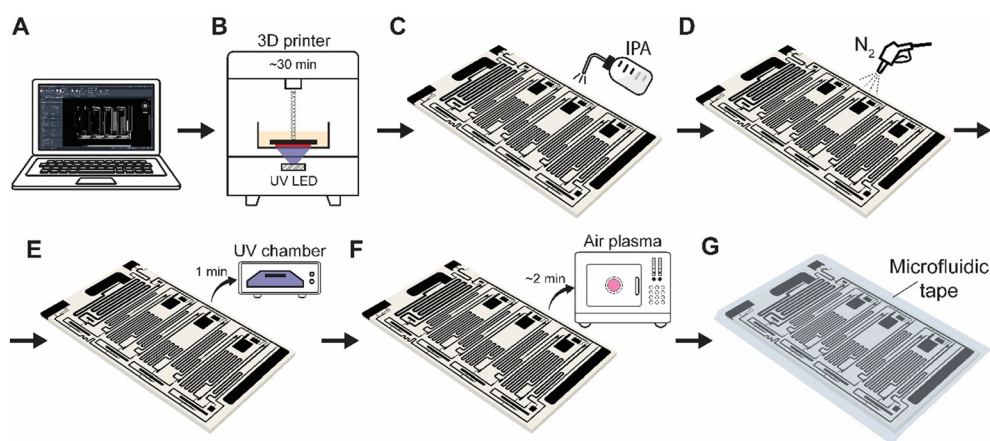 A
B
3D printer
~30 min
UV LED
C
IPA
D
N₂
E
UV chamber
1 min
F
Air plasma
~2 min
G
Microfluidic
tape